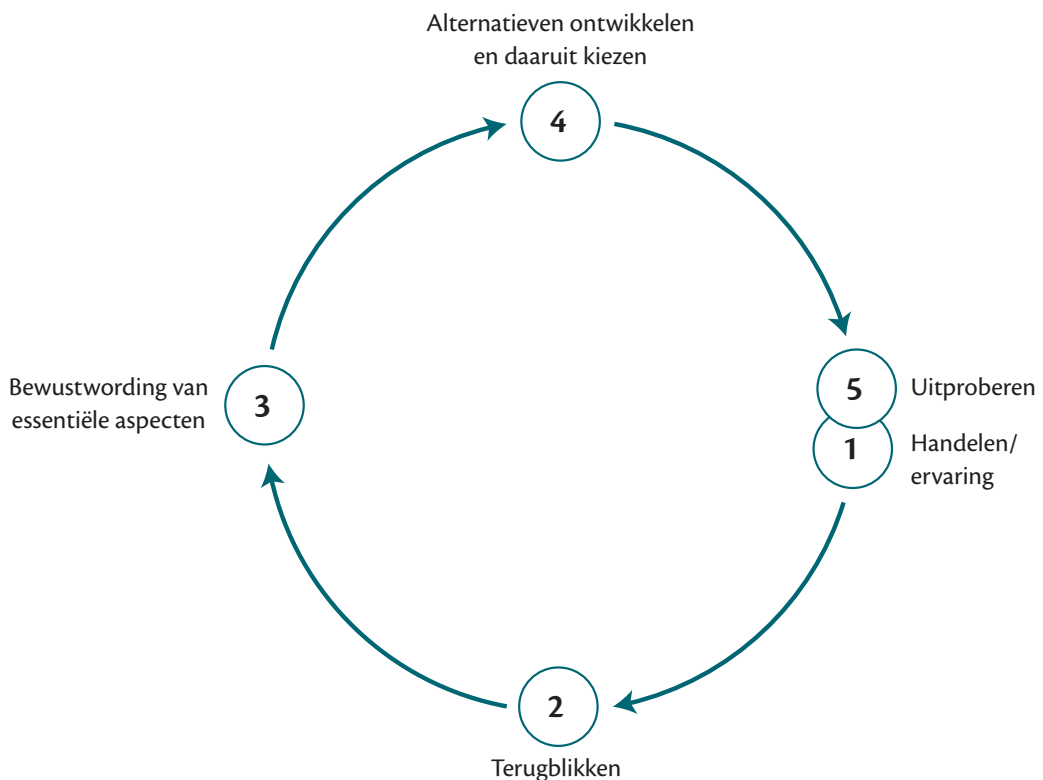 Alternatieven ontwikkelen
en daaruit kiezen
4
5
Uitproberen
Bewustwording van
essentiële aspecten
3
1
Handelen/
ervaring
2
Terugblikken